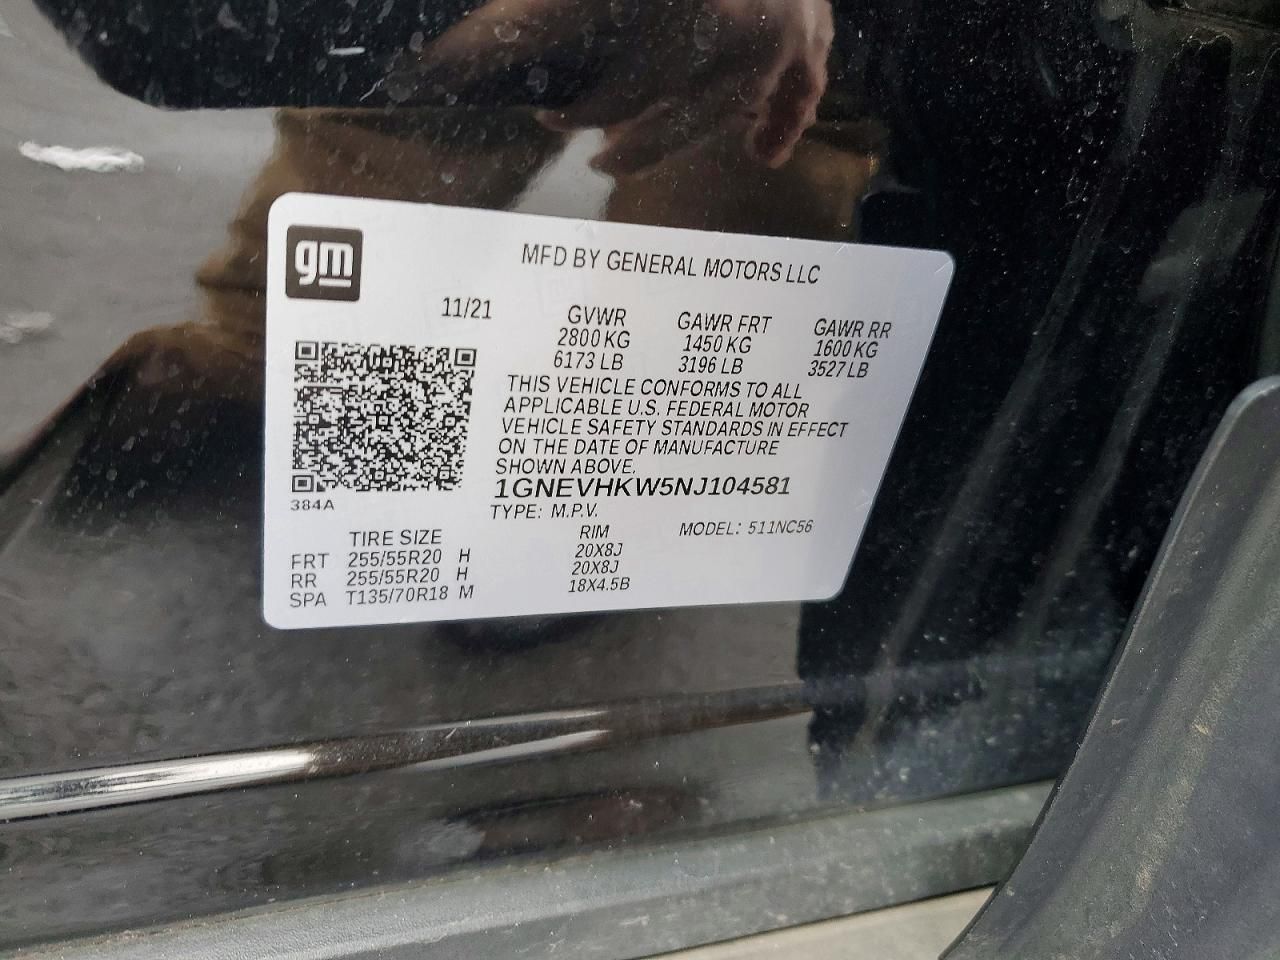 gm
MFD BY GENERAL MOTORS LLC
11/21 GVWR GAWR FRT GAWR RR
2800 KG 1450 KG 1600 KG
6173 LB 3196 LB 3527 LB
THIS VEHICLE CONFORMS TO ALL
APPLICABLE U.S. FEDERAL MOTOR
VEHICLE SAFETY STANDARDS IN EFFECT
ON THE DATE OF MANUFACTURE
SHOWN ABOVE.
1GNEVHKW5NJ104581
384A
TYPE: M.P.V. MODEL: 511NC56
TIRE SIZE RIM
FRT 255/55R20 H 20X8J
RR 255/55R20 H 20X8J
SPA T135/70R18 M 18X4.5B